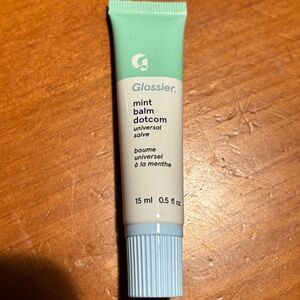 G
Glossier.
mint
balm
dotcom
universal
salve
baume
universel
à la menthe
15 ml 0.5 fl oz